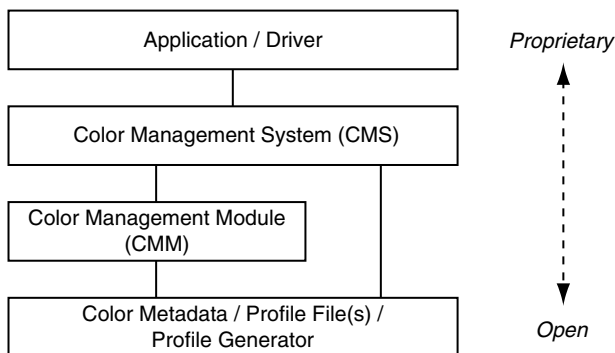 Application / Driver
Proprietary
Color Management System (CMS)
Color Management Module
(CMM)
Color Metadata / Profile File(s) /
Profile Generator
Open